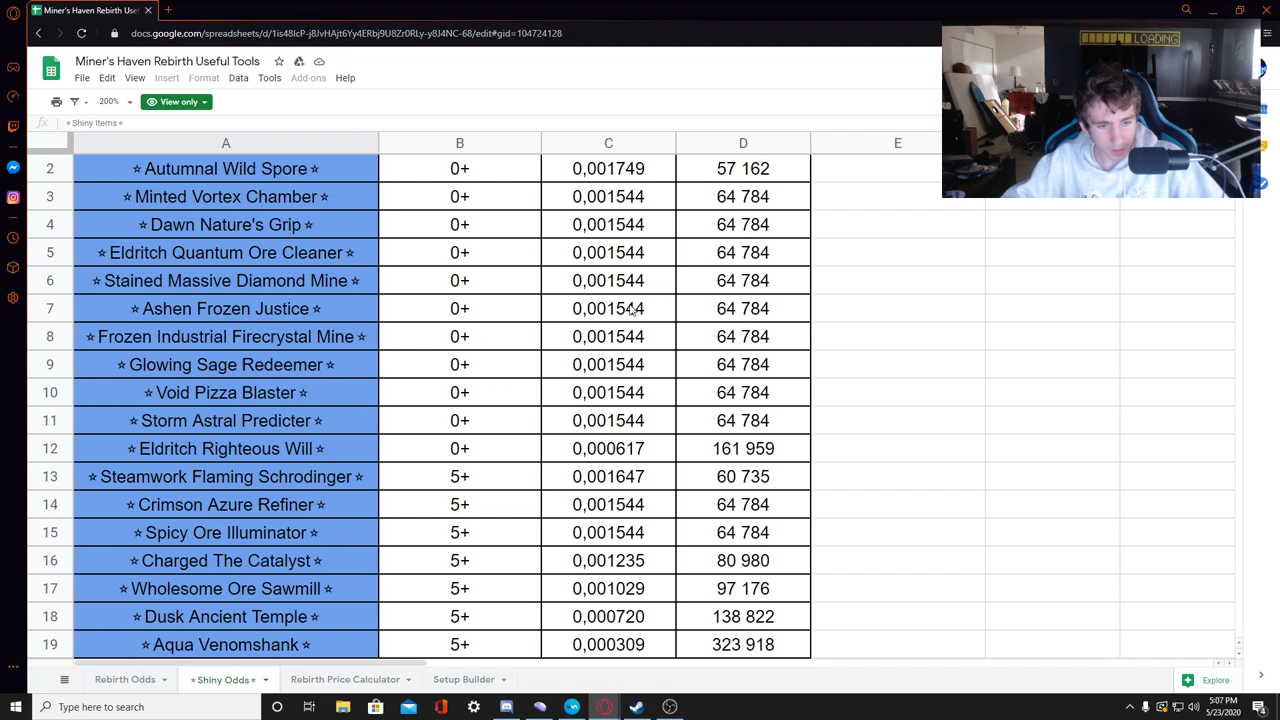 Miner's Haven Rebirth Usef
docs.google.com/spreadsheets/d/1is48IcP-j8JvHAjt6Yy4ERbj9U8Zr0RLy-y8J4NC-68/edit#gid=104724128
LOADING
Miner's Haven Rebirth Useful Tools
File Edit View Insert Format Data Tools Add-ons Help
200% View only
fx ⭐Shiny Items⭐
A B C D E
2 ⭐Autumnal Wild Spore⭐ 0+ 0,001749 57 162
3 ⭐Minted Vortex Chamber⭐ 0+ 0,001544 64 784
4 ⭐Dawn Nature's Grip⭐ 0+ 0,001544 64 784
5 ⭐Eldritch Quantum Ore Cleaner⭐ 0+ 0,001544 64 784
6 ⭐Stained Massive Diamond Mine⭐ 0+ 0,001544 64 784
7 ⭐Ashen Frozen Justice⭐ 0+ 0,001544 64 784
8 ⭐Frozen Industrial Firecrystal Mine⭐ 0+ 0,001544 64 784
9 ⭐Glowing Sage Redeemer⭐ 0+ 0,001544 64 784
10 ⭐Void Pizza Blaster⭐ 0+ 0,001544 64 784
11 ⭐Storm Astral Predicter⭐ 0+ 0,001544 64 784
12 ⭐Eldritch Righteous Will⭐ 0+ 0,000617 161 959
13 ⭐Steamwork Flaming Schrodinger⭐ 5+ 0,001647 60 735
14 ⭐Crimson Azure Refiner⭐ 5+ 0,001544 64 784
15 ⭐Spicy Ore Illuminator⭐ 5+ 0,001544 64 784
16 ⭐Charged The Catalyst⭐ 5+ 0,001235 80 980
17 ⭐Wholesome Ore Sawmill⭐ 5+ 0,001029 97 176
18 ⭐Dusk Ancient Temple⭐ 5+ 0,000720 138 822
19 ⭐Aqua Venomshank⭐ 5+ 0,000309 323 918
Rebirth Odds ⭐Shiny Odds⭐ Rebirth Price Calculator Setup Builder Explore
Type here to search
5:07 PM
5/23/2020